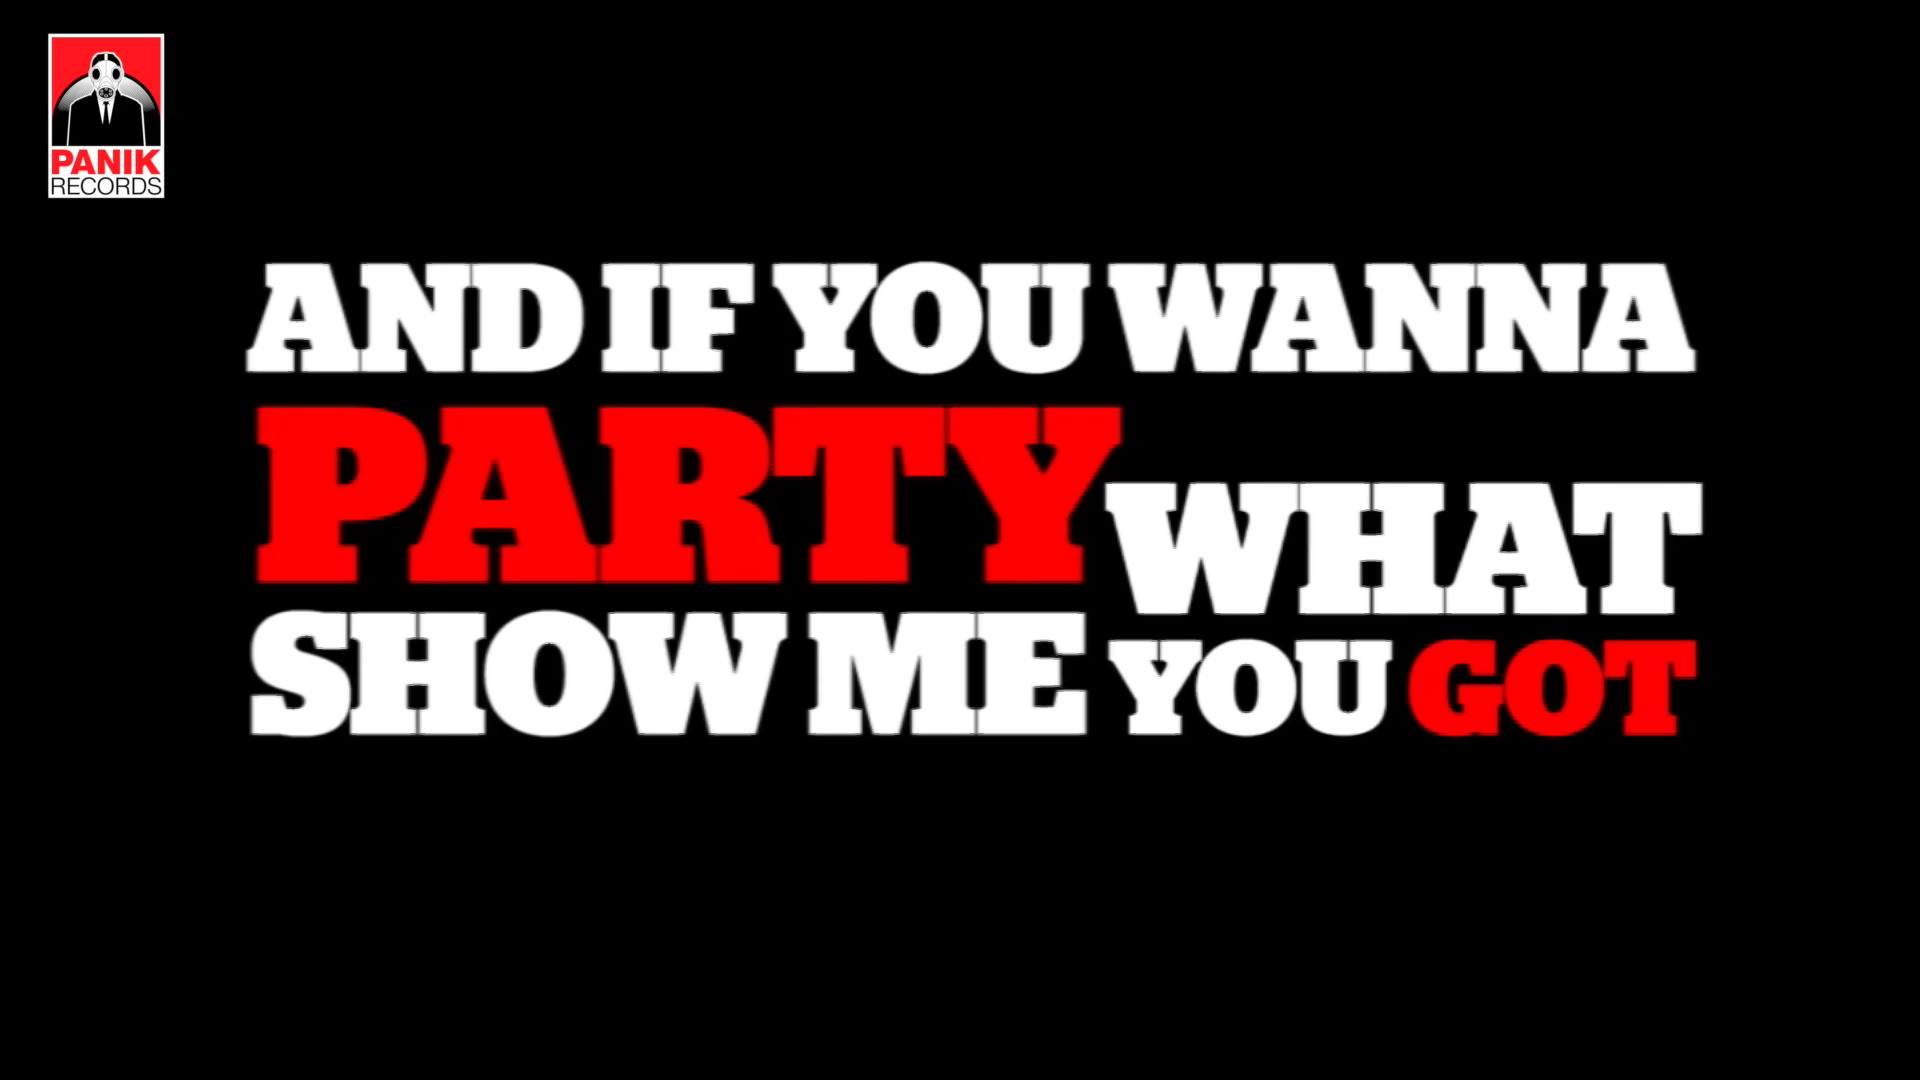 PANIK
RECORDS
AND IF YOU WANNA
PARTY
SHOW ME
WHAT
YOU GOT